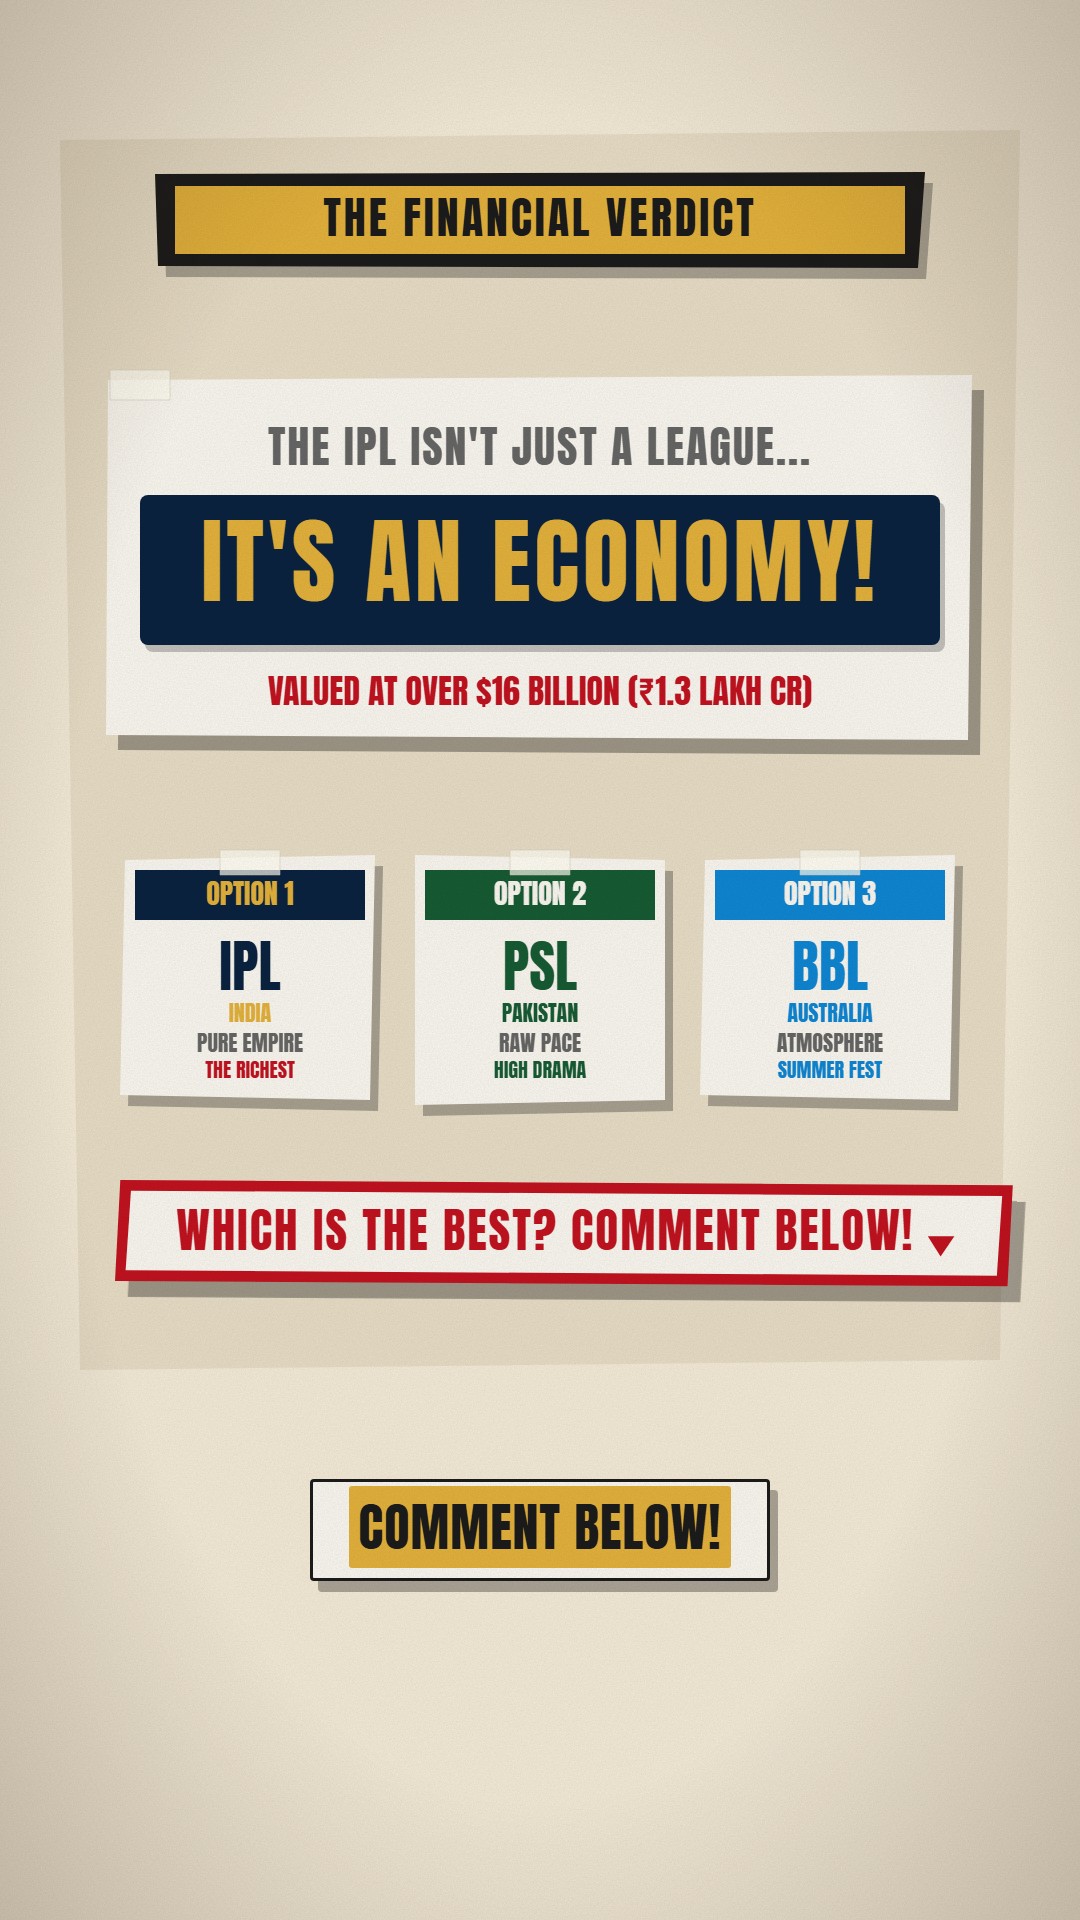 THE FINANCIAL VERDICT
THE IPL ISN'T JUST A LEAGUE...
IT'S AN ECONOMY!
VALUED AT OVER $16 BILLION (₹1.3 LAKH CR)
OPTION 1
IPL
INDIA
PURE EMPIRE
THE RICHEST
OPTION 2
PSL
PAKISTAN
RAW PACE
HIGH DRAMA
OPTION 3
BBL
AUSTRALIA
ATMOSPHERE
SUMMER FEST
WHICH IS THE BEST? COMMENT BELOW! ▼
COMMENT BELOW!